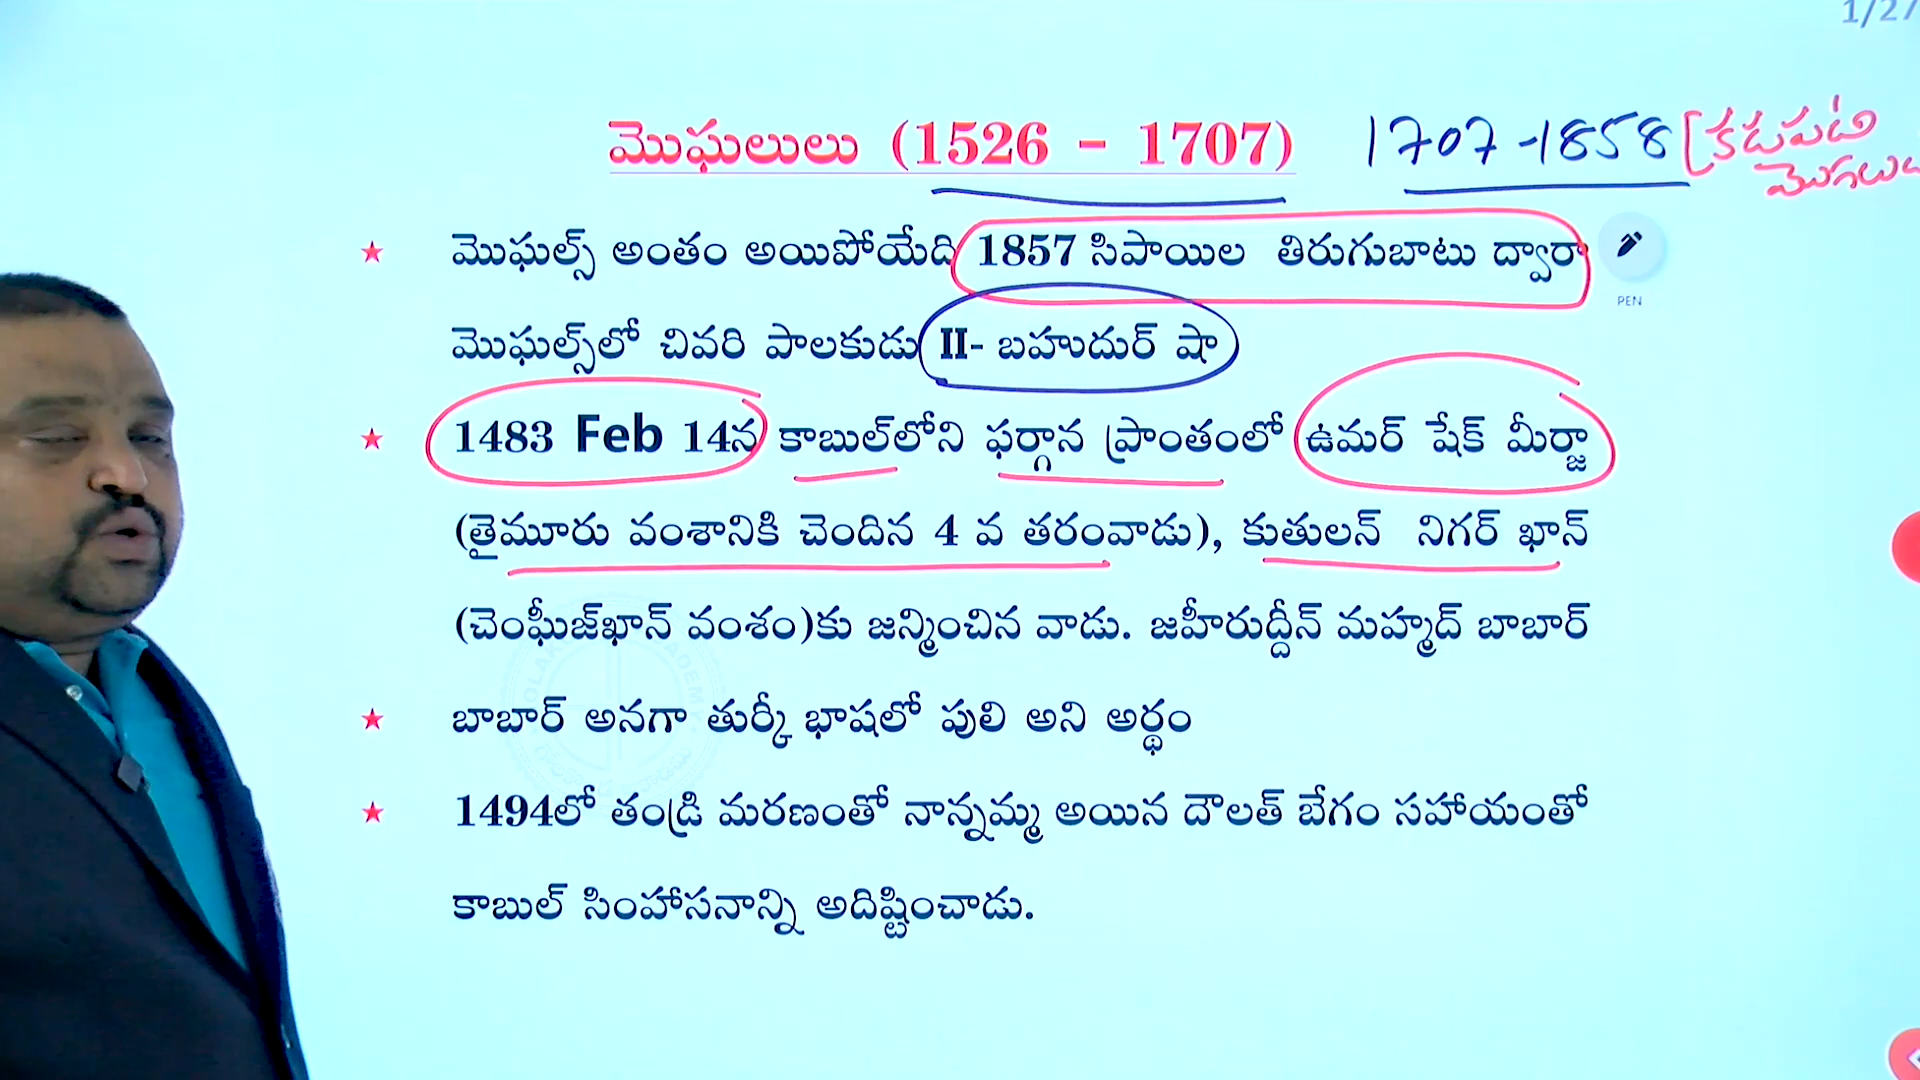 1/27
మొఘలులు (1526 - 1707) 1707-1858 [కడపటి
మొగలులు
★ మొఘల్స్ అంతం అయిపోయేది 1857 సిపాయిల తిరుగుబాటు ద్వారా
PEN
మొఘల్స్‌లో చివరి పాలకుడు II- బహుదుర్ షా
★ 1483 Feb 14న కాబుల్‌లోని ఫర్గాన ప్రాంతంలో ఉమర్ షేక్ మీర్జా
(తైమూరు వంశానికి చెందిన 4 వ తరంవాడు), కుతులన్ నిగర్ ఖాన్
(చెంఘీజ్‌ఖాన్ వంశం)కు జన్మించిన వాడు. జహీరుద్దీన్ మహ్మద్ బాబార్
★ బాబార్ అనగా తుర్కీ భాషలో పులి అని అర్థం
★ 1494లో తండ్రి మరణంతో నాన్నమ్మ అయిన దౌలత్ బేగం సహాయంతో
కాబుల్ సింహాసనాన్ని అదిష్టించాడు.